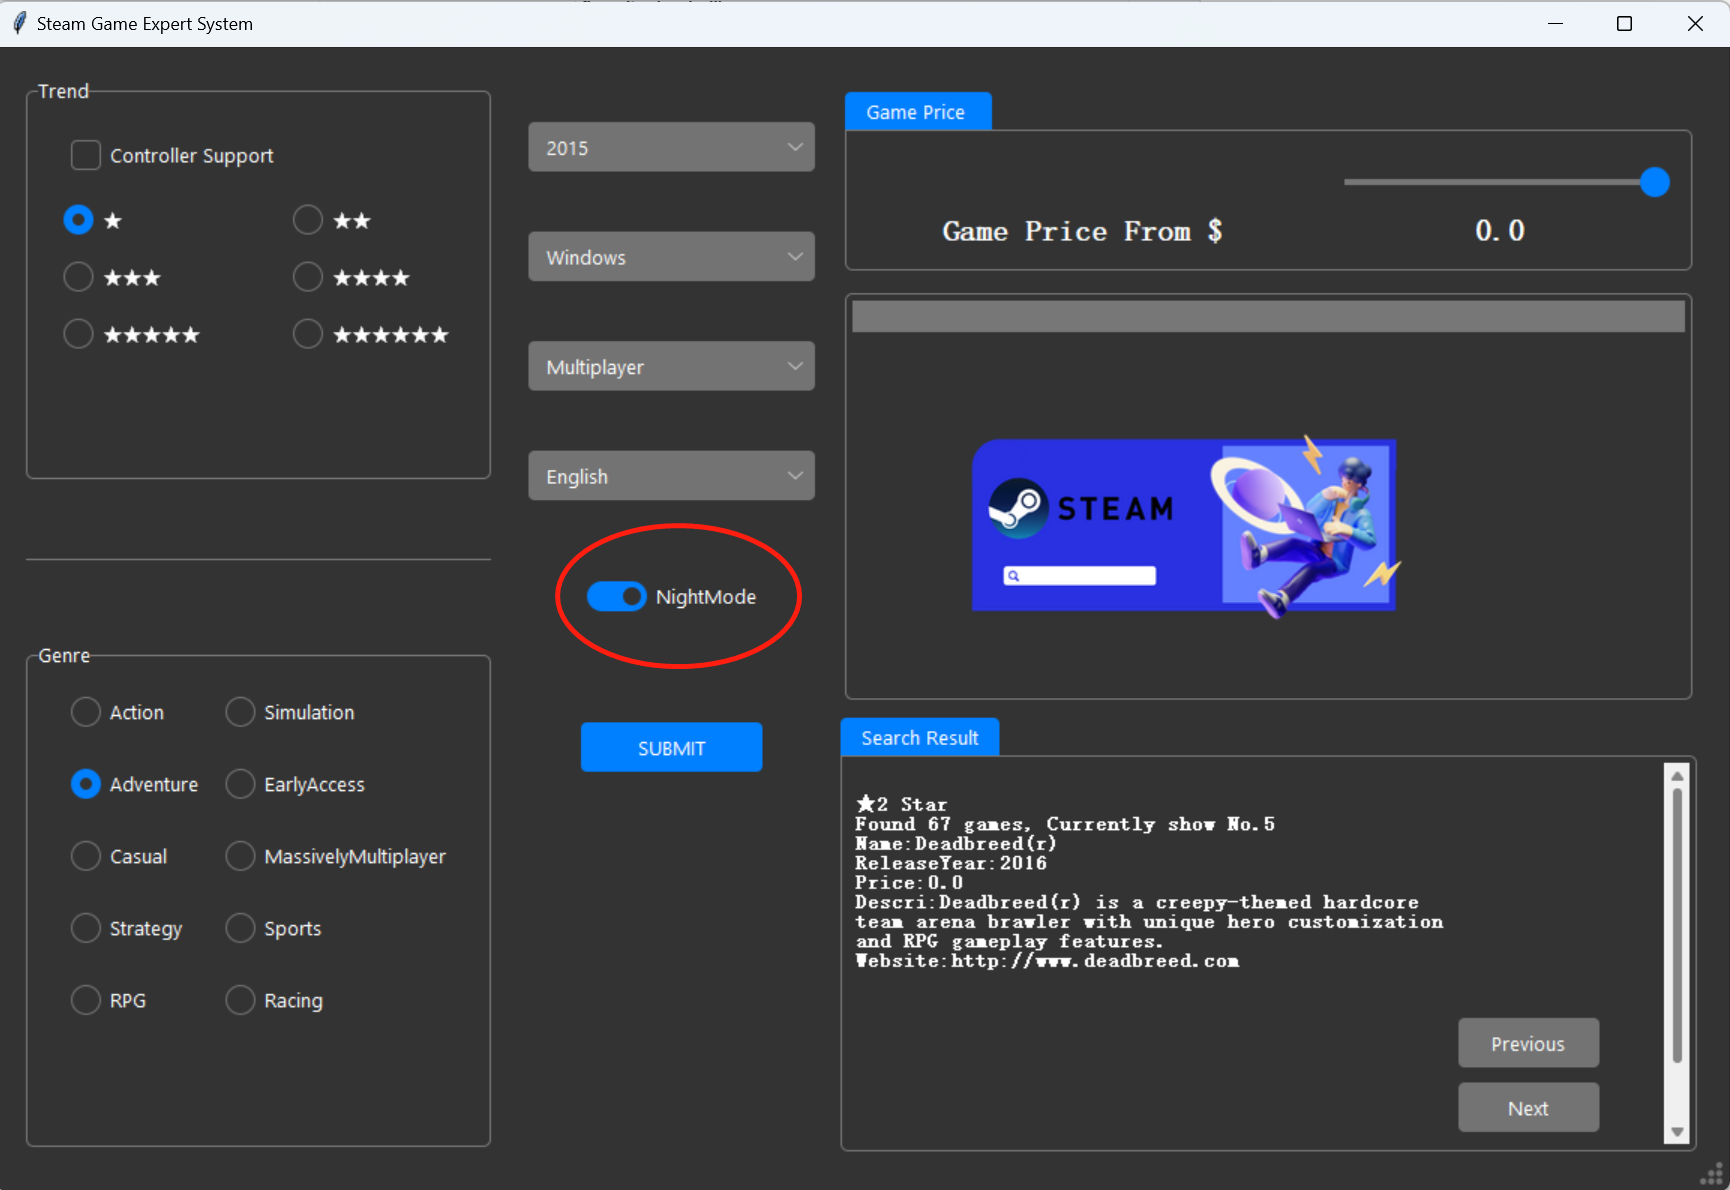 Steam Game Expert System
Trend
Controller Support
★
★★
★★★
★★★★
★★★★★
★★★★★★
Genre
Action
Simulation
Adventure
EarlyAccess
Casual
MassivelyMultiplayer
Strategy
Sports
RPG
Racing
2015
Windows
Multiplayer
English
NightMode
SUBMIT
Game Price
Game Price From $ 0.0
STEAM
Search Result
★2 Star
Found 67 games, Currently show No.5
Name:Deadbreed(r)
ReleaseYear:2016
Price:0.0
Descri:Deadbreed(r) is a creepy-themed hardcore
team arena brawler with unique hero customization
and RPG gameplay features.
Website:http://www.deadbreed.com
Previous
Next